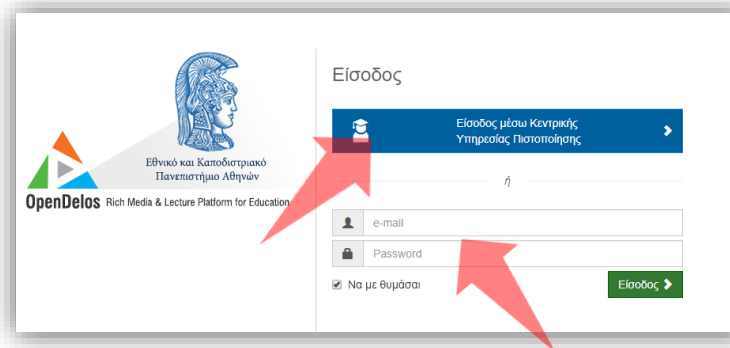 Εθνικό και Καποδιστριακό
Πανεπιστήμιο Αθηνών
OpenDelos Rich Media & Lecture Platform for Education
Είσοδος
Είσοδος μέσω Κεντρικής
Υπηρεσίας Πιστοποίησης
ή
e-mail
Password
Να με θυμάσαι
Είσοδος